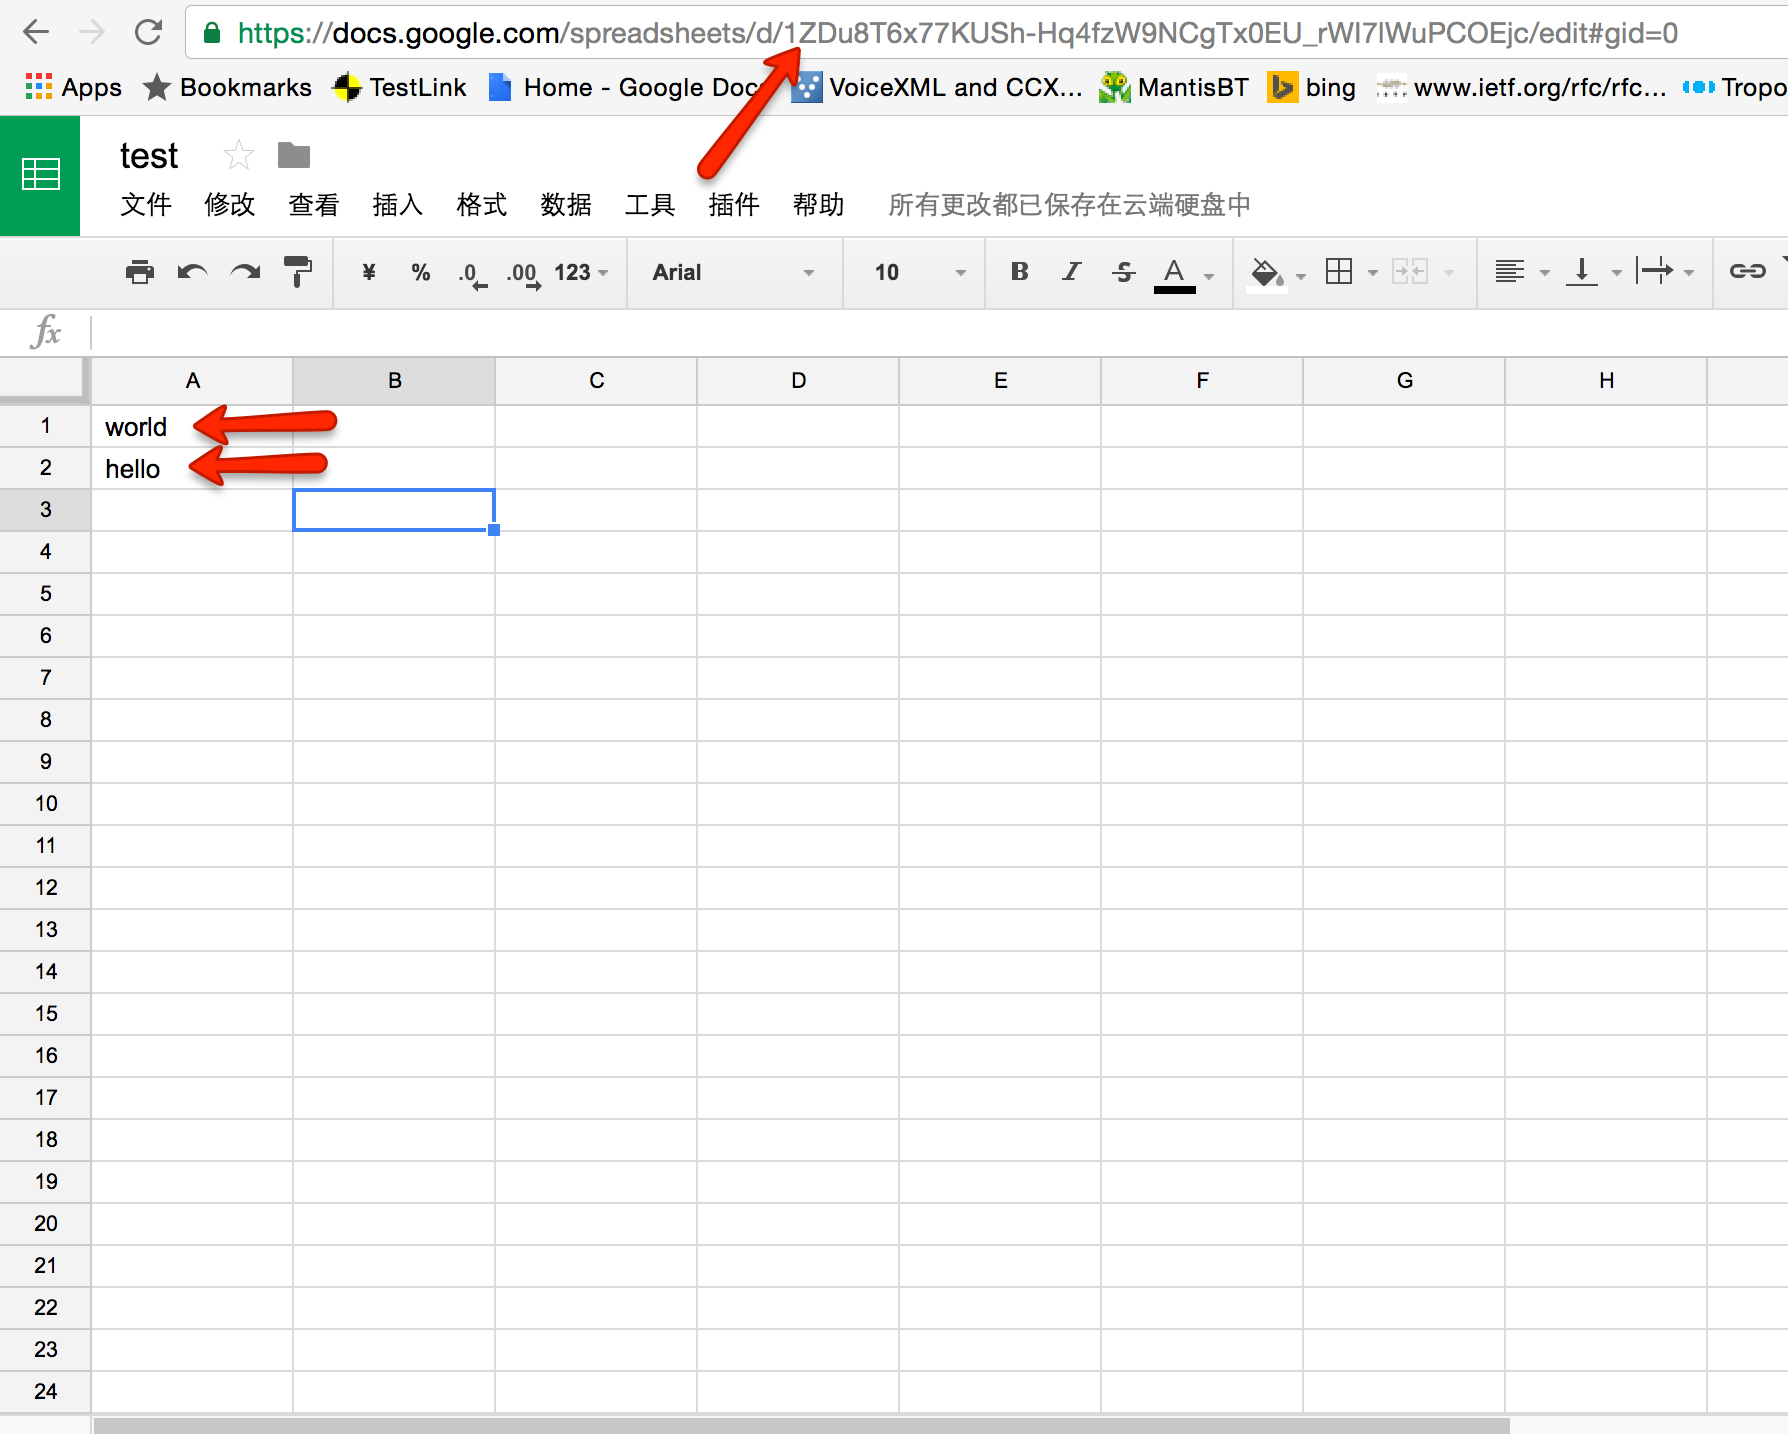 https://docs.google.com/spreadsheets/d/1ZDu8T6x77KUSh-Hq4fzW9NCgTx0EU_rWI7lWuPCOEjc/edit#gid=0
Apps Bookmarks TestLink Home - Google Docs VoiceXML and CCX... MantisBT bing www.ietf.org/rfc/rfc... Tropo
test
文件 修改 查看 插入 格式 数据 工具 插件 帮助 所有更改都已保存在云端硬盘中
¥ % .0 .00 123 Arial 10 B I S A
fx
A B C D E F G H
1 world
2 hello
3
4
5
6
7
8
9
10
11
12
13
14
15
16
17
18
19
20
21
22
23
24